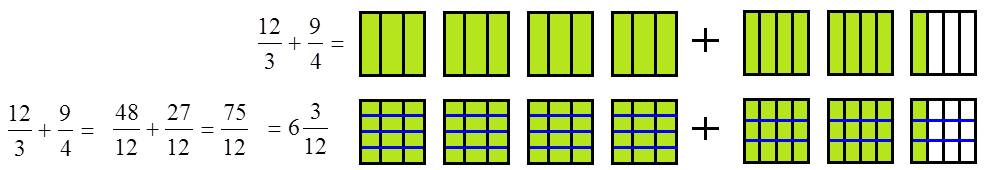 12/3 + 9/4 = +
12/3 + 9/4 = 48/12 + 27/12 = 75/12 = 6 3/12 +